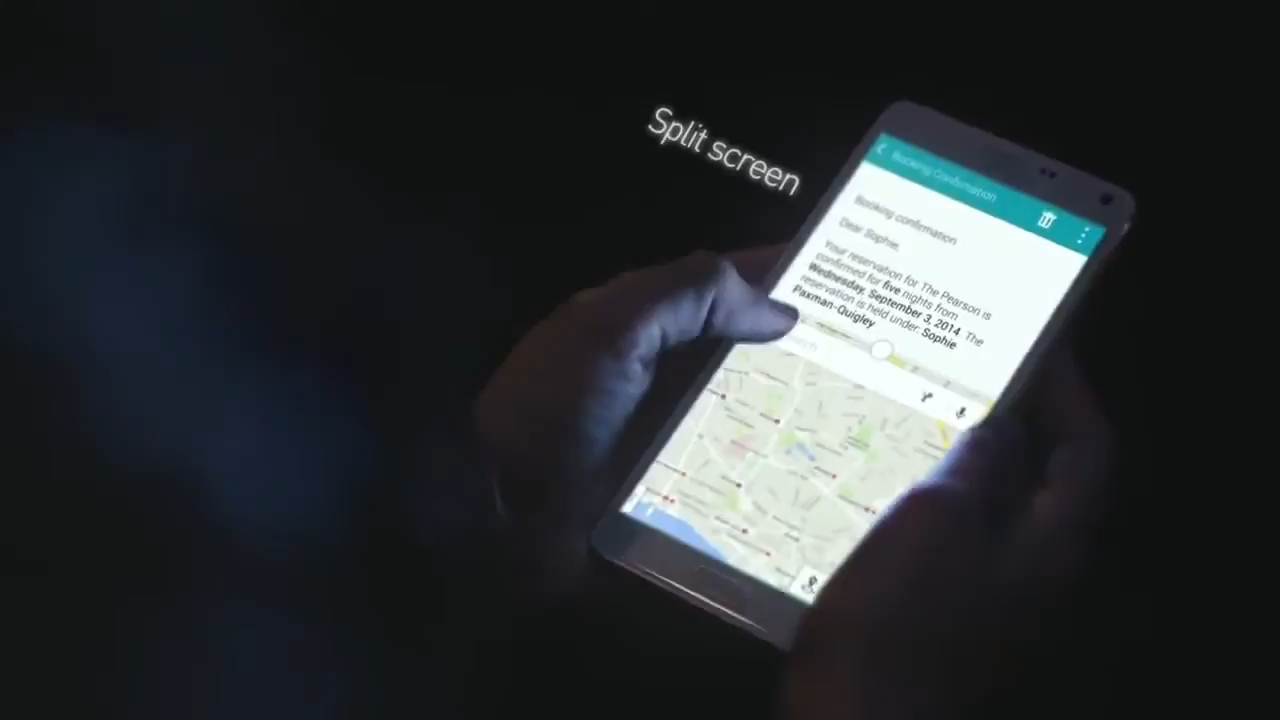 Split screen
Booking Confirmation
Booking confirmation
Dear Sophie,
Your reservation for The Pearson is
confirmed for five nights from
Wednesday, September 3, 2014. The
reservation is held under Sophie
Paxman-Quigley